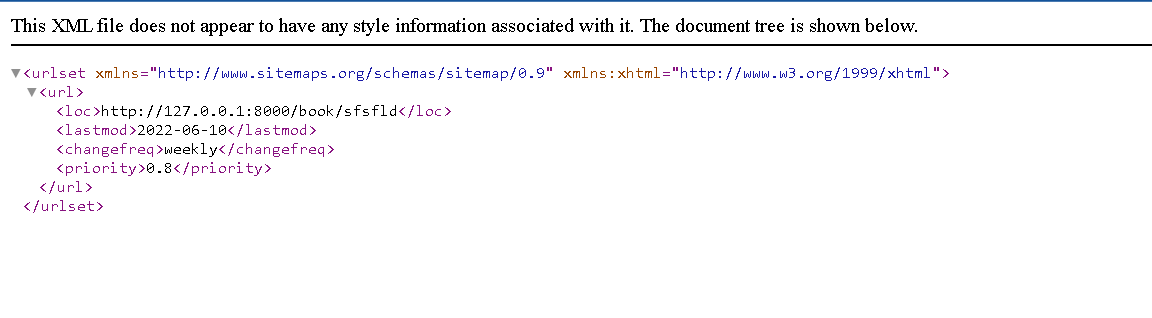 This XML file does not appear to have any style information associated with it. The document tree is shown below.
▼<urlset xmlns="http://www.sitemaps.org/schemas/sitemap/0.9" xmlns:xhtml="http://www.w3.org/1999/xhtml">
▼<url>
<loc>http://127.0.0.1:8000/book/sfsfld</loc>
<lastmod>2022-06-10</lastmod>
<changefreq>weekly</changefreq>
<priority>0.8</priority>
</url>
</urlset>